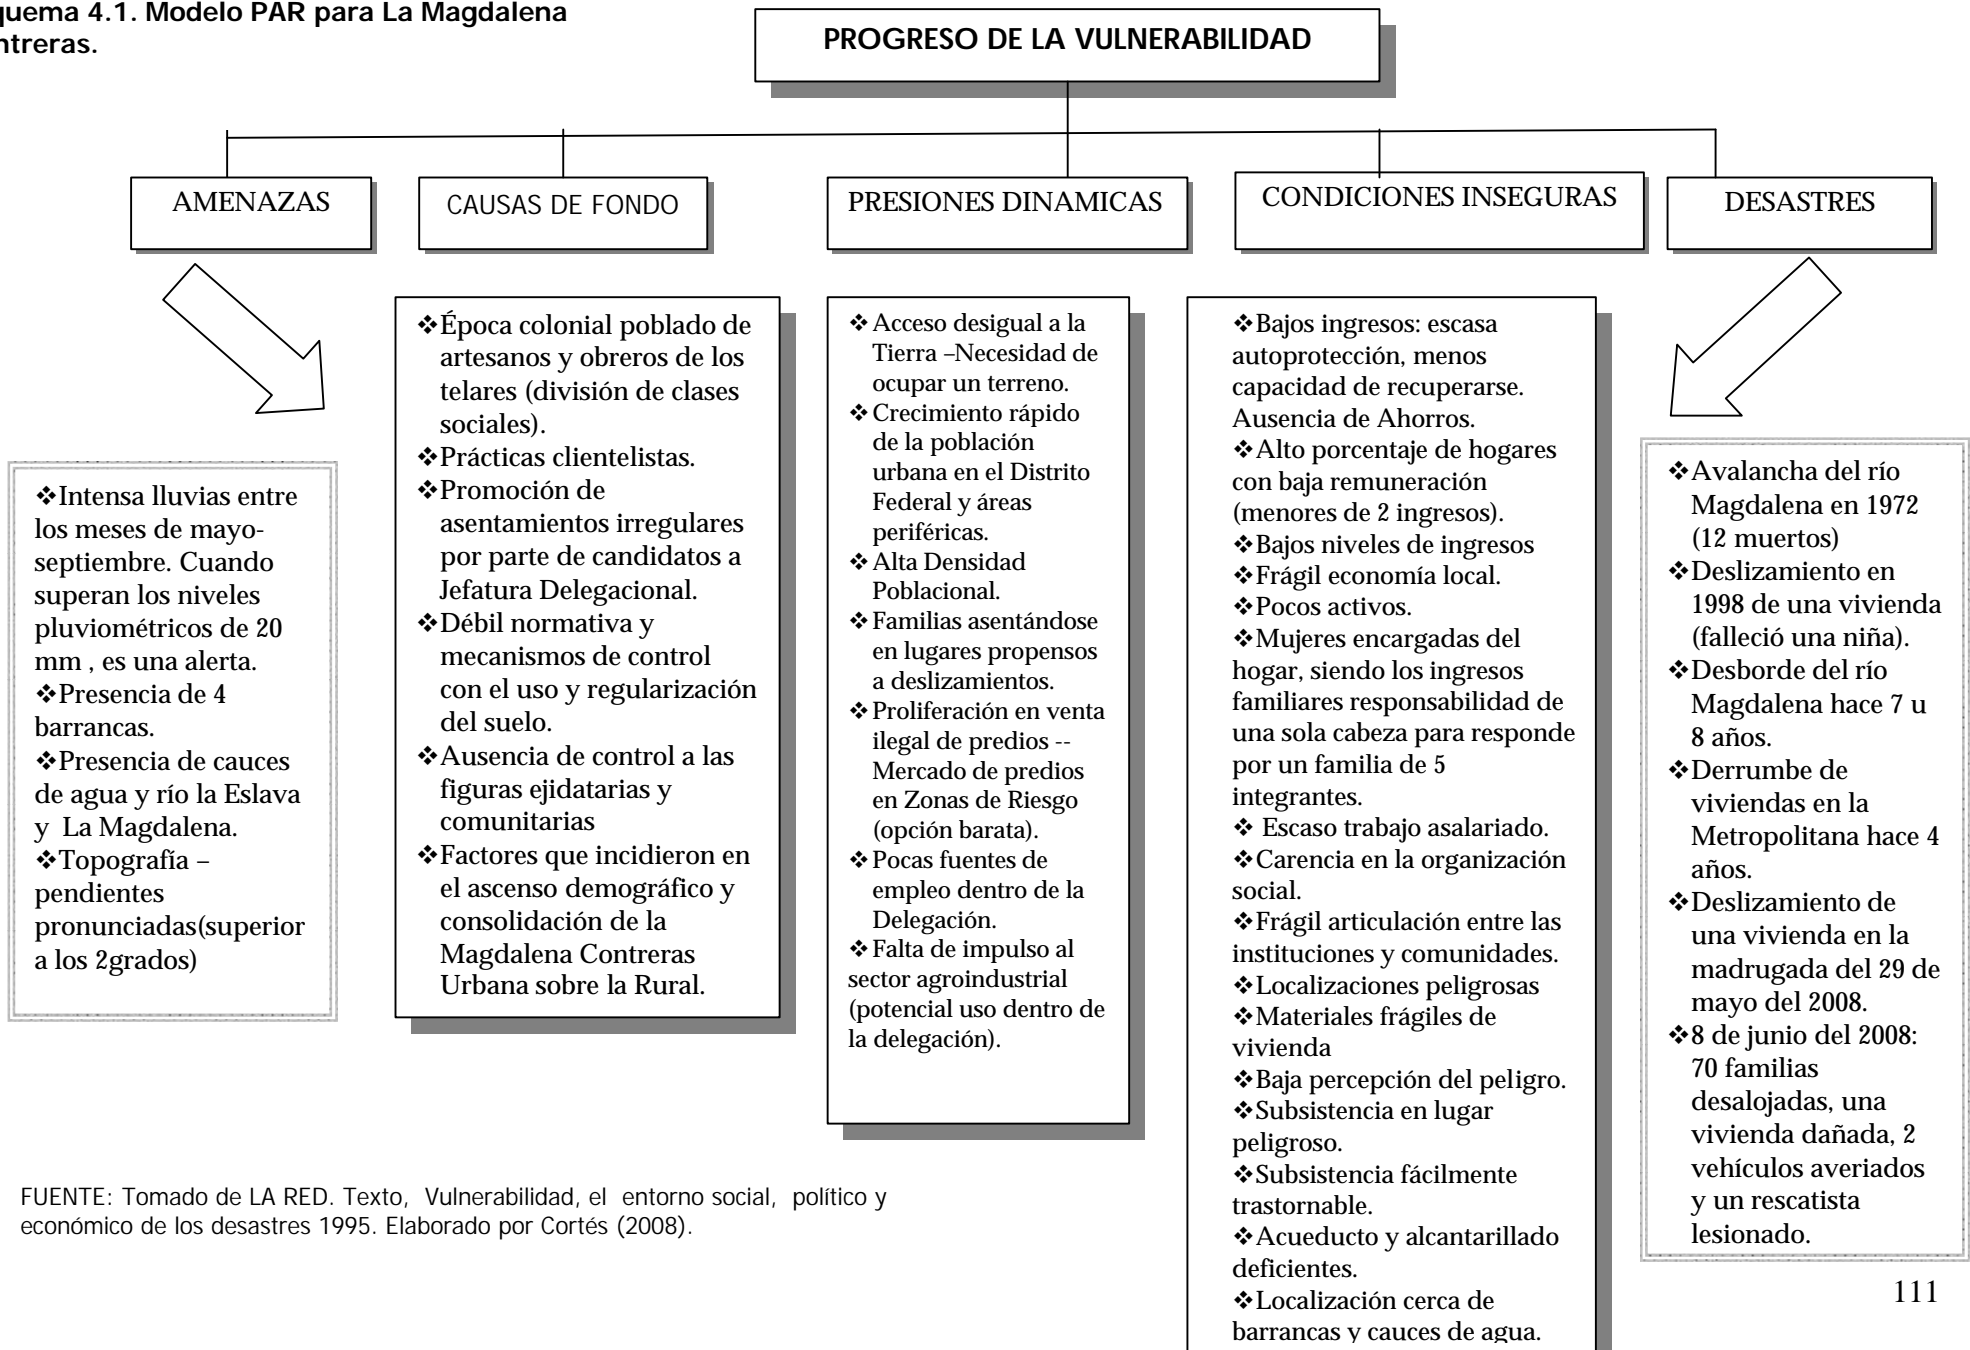 quema 4.1. Modelo PAR para La Magdalena
ntreras.
PROGRESO DE LA VULNERABILIDAD
AMENAZAS
CAUSAS DE FONDO
PRESIONES DINAMICAS
CONDICIONES INSEGURAS
DESASTRES
❖Intensa lluvias entre
los meses de mayo-
septiembre. Cuando
superan los niveles
pluviométricos de 20
mm , es una alerta.
❖Presencia de 4
barrancas.
❖Presencia de cauces
de agua y río la Eslava
y La Magdalena.
❖Topografía –
pendientes
pronunciadas(superior
a los 2grados)
❖Época colonial poblado de
artesanos y obreros de los
telares (división de clases
sociales).
❖Prácticas clientelistas.
❖Promoción de
asentamientos irregulares
por parte de candidatos a
Jefatura Delegacional.
❖Débil normativa y
mecanismos de control
con el uso y regularización
del suelo.
❖Ausencia de control a las
figuras ejidatarias y
comunitarias
❖Factores que incidieron en
el ascenso demográfico y
consolidación de la
Magdalena Contreras
Urbana sobre la Rural.
❖Acceso desigual a la
Tierra –Necesidad de
ocupar un terreno.
❖Crecimiento rápido
de la población
urbana en el Distrito
Federal y áreas
periféricas.
❖Alta Densidad
Poblacional.
❖Familias asentándose
en lugares propensos
a deslizamientos.
❖Proliferación en venta
ilegal de predios --
Mercado de predios
en Zonas de Riesgo
(opción barata).
❖Pocas fuentes de
empleo dentro de la
Delegación.
❖Falta de impulso al
sector agroindustrial
(potencial uso dentro de
la delegación).
❖Bajos ingresos: escasa
autoprotección, menos
capacidad de recuperarse.
Ausencia de Ahorros.
❖Alto porcentaje de hogares
con baja remuneración
(menores de 2 ingresos).
❖Bajos niveles de ingresos
❖Frágil economía local.
❖Pocos activos.
❖Mujeres encargadas del
hogar, siendo los ingresos
familiares responsabilidad de
una sola cabeza para responde
por un familia de 5
integrantes.
❖ Escaso trabajo asalariado.
❖Carencia en la organización
social.
❖Frágil articulación entre las
instituciones y comunidades.
❖Localizaciones peligrosas
❖Materiales frágiles de
vivienda
❖Baja percepción del peligro.
❖Subsistencia en lugar
peligroso.
❖Subsistencia fácilmente
trastornable.
❖Acueducto y alcantarillado
deficientes.
❖Localización cerca de
barrancas y cauces de agua.
❖Avalancha del río
Magdalena en 1972
(12 muertos)
❖Deslizamiento en
1998 de una vivienda
(falleció una niña).
❖Desborde del río
Magdalena hace 7 u
8 años.
❖Derrumbe de
viviendas en la
Metropolitana hace 4
años.
❖Deslizamiento de
una vivienda en la
madrugada del 29 de
mayo del 2008.
❖8 de junio del 2008:
70 familias
desalojadas, una
vivienda dañada, 2
vehículos averiados
y un rescatista
lesionado.
FUENTE: Tomado de LA RED. Texto, Vulnerabilidad, el entorno social, político y
económico de los desastres 1995. Elaborado por Cortés (2008).
111